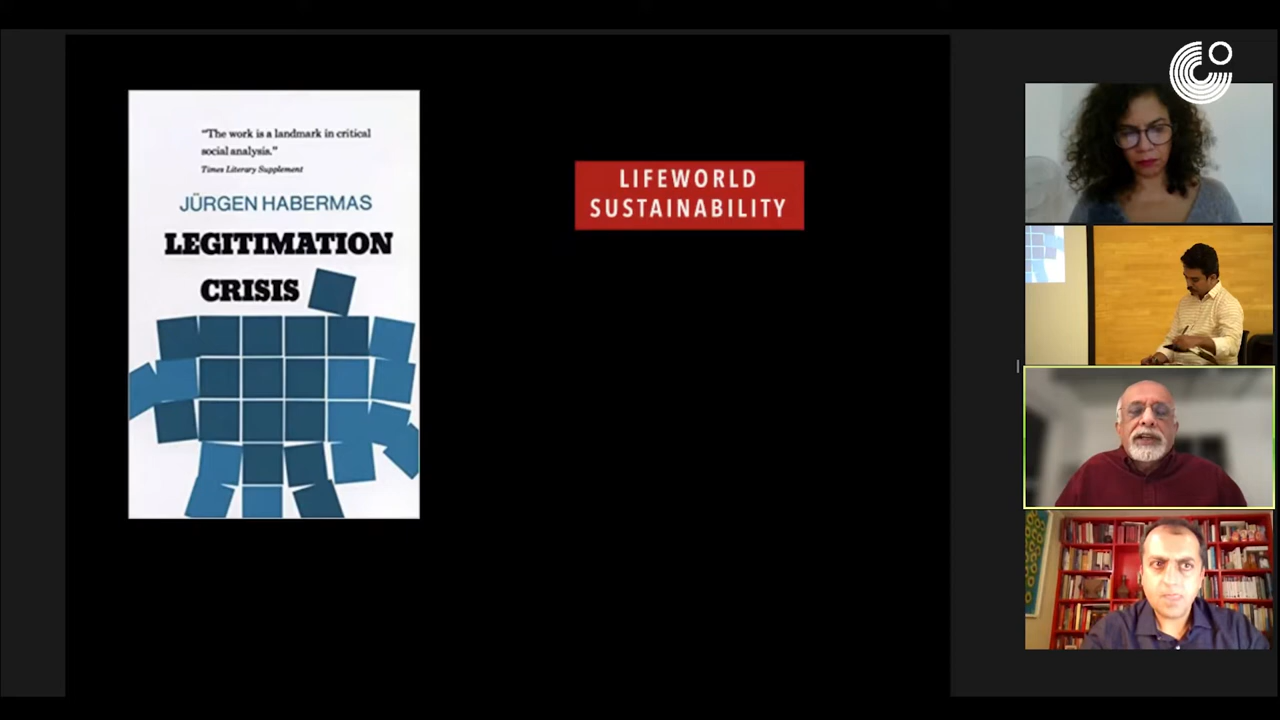 “The work is a landmark in critical
social analysis.”
Times Literary Supplement
JÜRGEN HABERMAS
LEGITIMATION
CRISIS
LIFEWORLD
SUSTAINABILITY